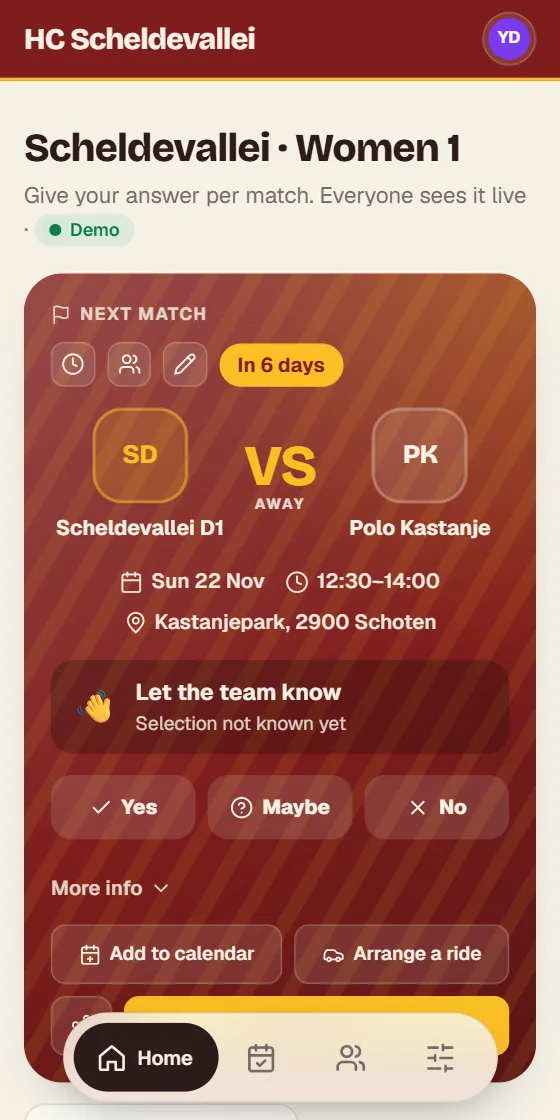 HC Scheldevallei
YD
Scheldevallei · Women 1
Give your answer per match. Everyone sees it live
· Demo
NEXT MATCH
In 6 days
SD
VS
PK
AWAY
Scheldevallei D1
Polo Kastanje
Sun 22 Nov 12:30–14:00
Kastanjepark, 2900 Schoten
Let the team know
Selection not known yet
Yes
Maybe
No
More info
Add to calendar
Arrange a ride
Home